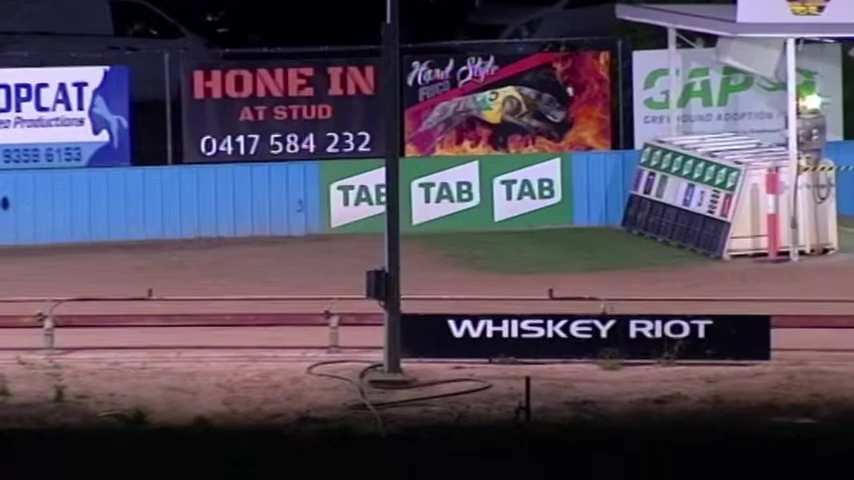 OPCAT
eo Productions
9359 6153
HONE IN
AT STUD
0417 584 232
Hard Style
FUCO
GAP
GREYHOUND ADOPTION
TAB
TAB
TAB
WHISKEY RIOT